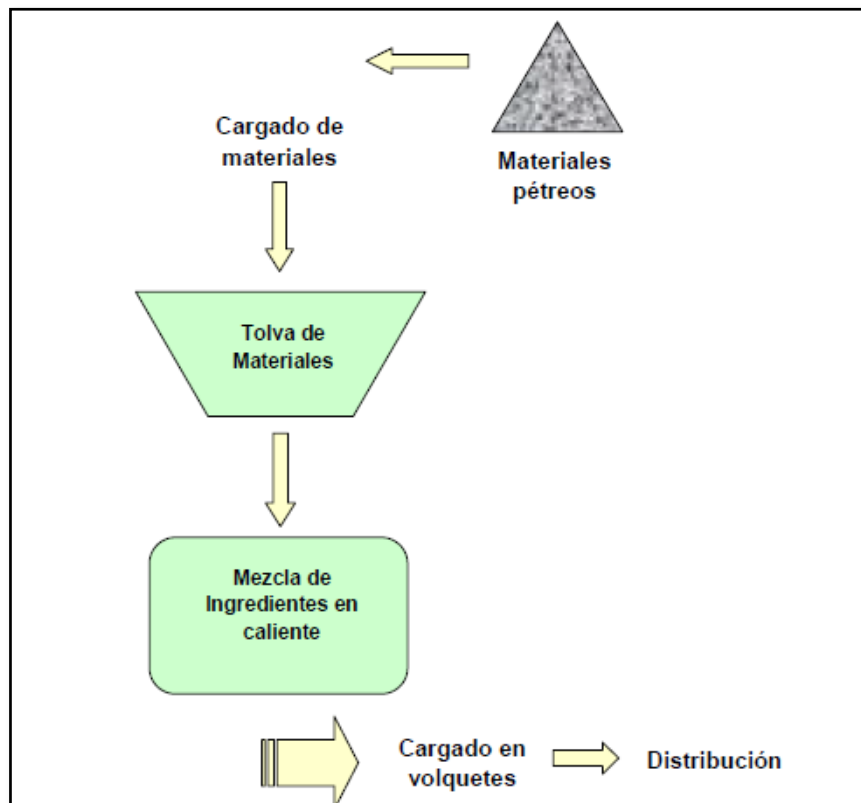 Materiales
pétreos
Cargado de
materiales
Tolva de
Materiales
Mezcla de
Ingredientes en
caliente
Cargado en
volquetes
Distribución